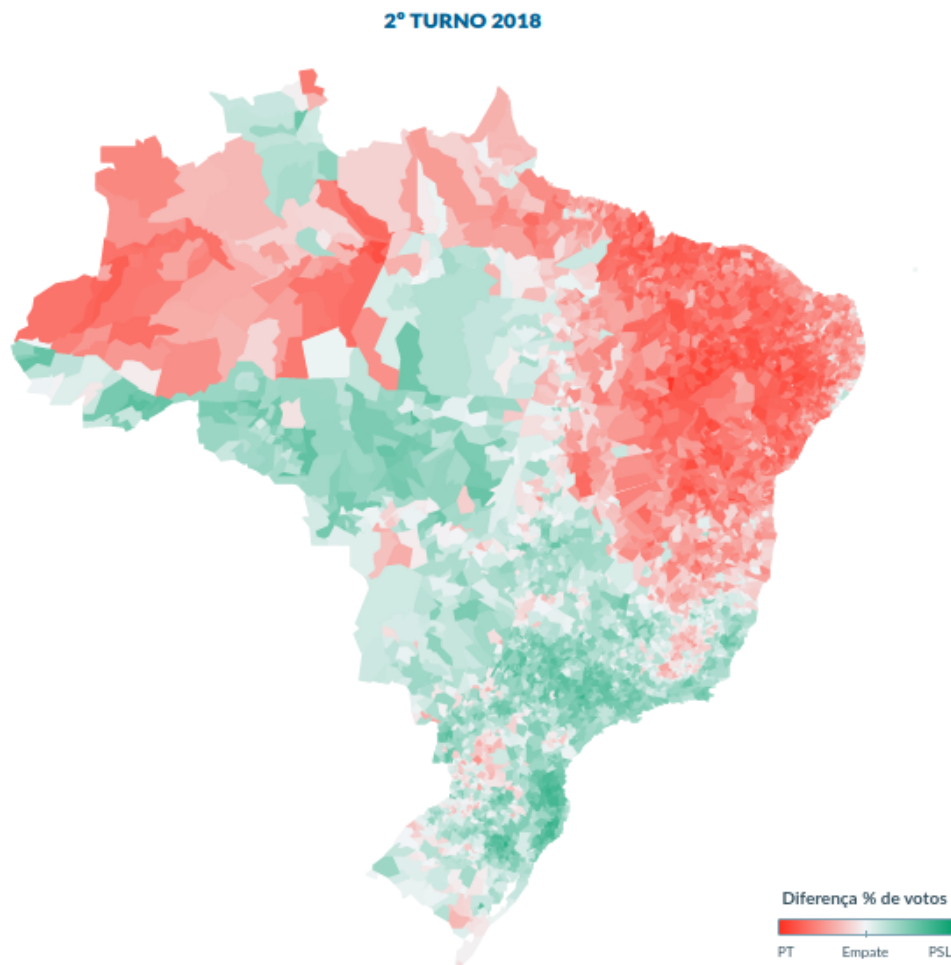 2º TURNO 2018
Diferença % de votos
PT Empate PSL